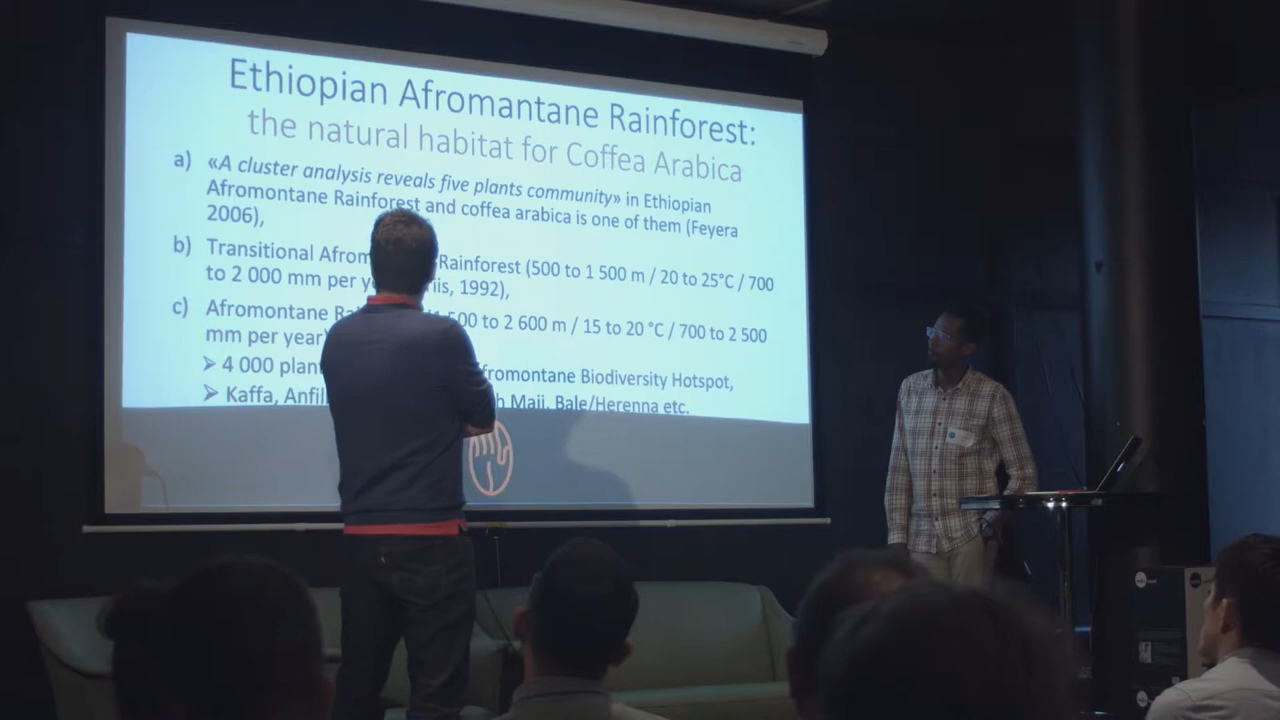 Ethiopian Afromantane Rainforest:
the natural habitat for Coffea Arabica
a) «A cluster analysis reveals five plants community» in Ethiopian
Afromontane Rainforest and coffea arabica is one of them (Feyera
2006),
b) Transitional Afrom Rainforest (500 to 1 500 m / 20 to 25°C / 700
to 2 000 mm per y 1992),
c) Afromontane 500 to 2 600 m / 15 to 20 °C / 700 to 2 500
mm per year
➢ 4 000 plan fromontane Biodiversity Hotspot,
➢ Kaffa, Anfil h Maji, Bale/Herenna etc.